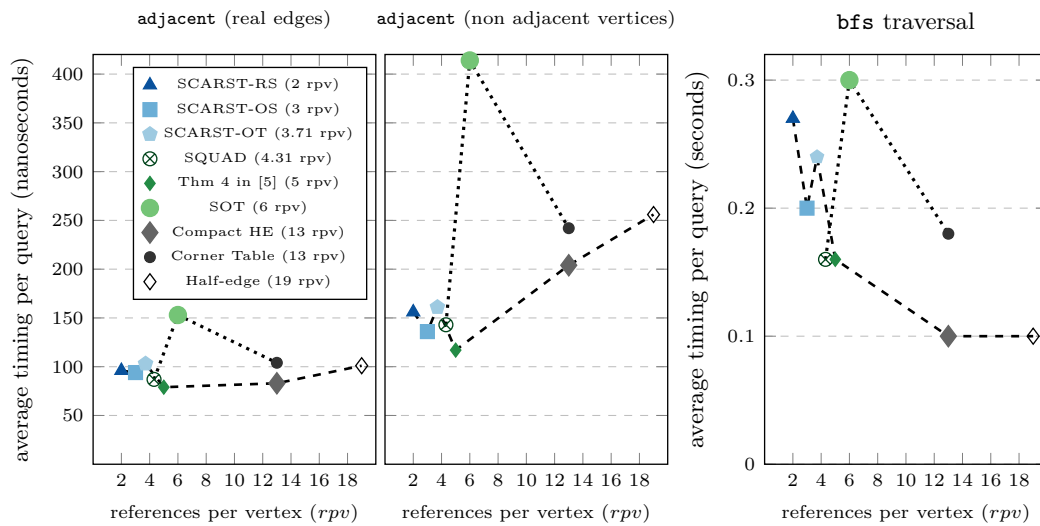 adjacent (real edges)
adjacent (non adjacent vertices)
bfs traversal
average timing per query (nanoseconds)
400
350
300
250
200
150
100
50
SCARST-RS (2 rpv)
SCARST-OS (3 rpv)
SCARST-OT (3.71 rpv)
SQUAD (4.31 rpv)
Thm 4 in [5] (5 rpv)
SOT (6 rpv)
Compact HE (13 rpv)
Corner Table (13 rpv)
Half-edge (19 rpv)
2 4 6 8 10 12 14 16 18
references per vertex (rpv)
2 4 6 8 10 12 14 16 18
references per vertex (rpv)
average timing per query (seconds)
0.3
0.2
0.1
0
2 4 6 8 10 12 14 16 18
references per vertex (rpv)